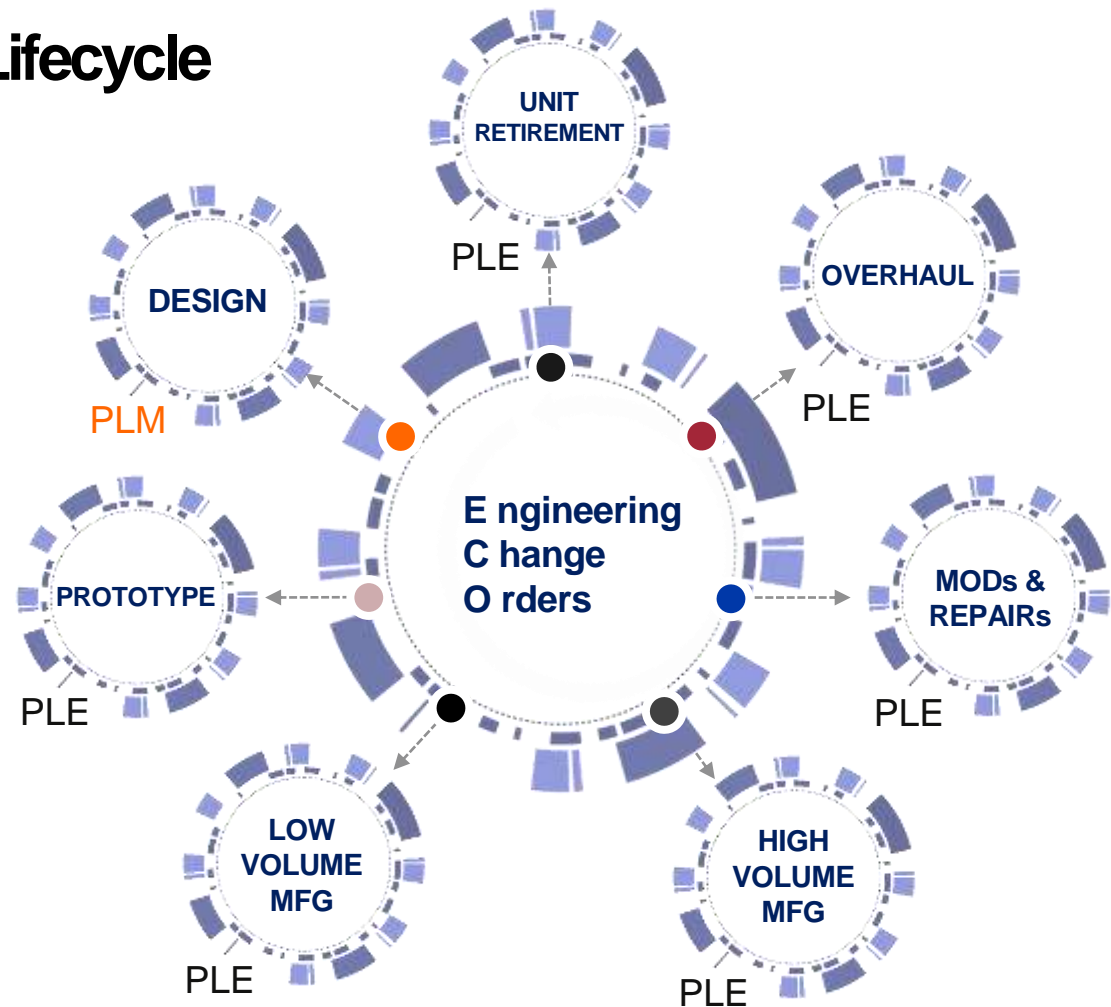 Lifecycle
UNIT
RETIREMENT
PLE
OVERHAUL
PLE
DESIGN
PLM
E ngineering
C hange
O rders
PROTOTYPE
PLE
MODs &
REPAIRs
PLE
LOW
VOLUME
MFG
PLE
HIGH
VOLUME
MFG
PLE